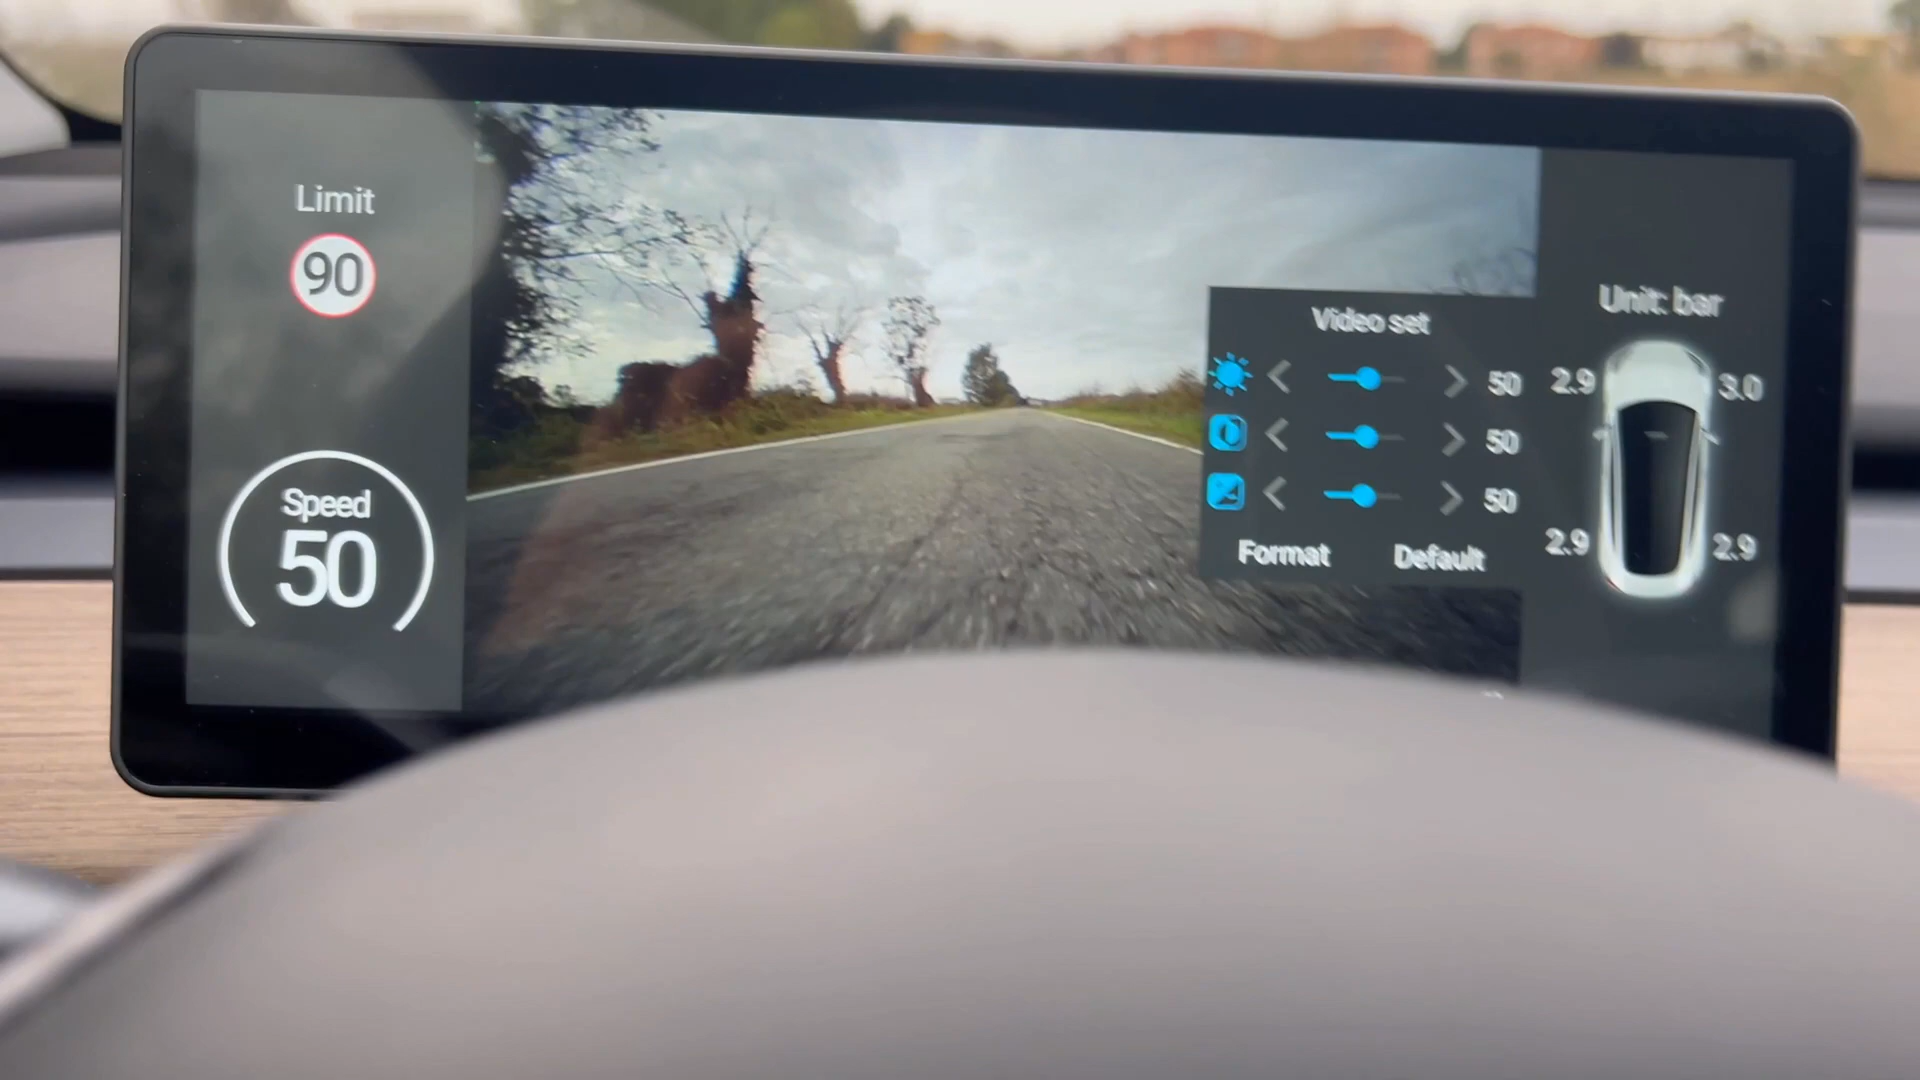 Limit
90
Speed
50
Video set
50
50
50
Format Default
Unit: bar
2.9 3.0
2.9 2.9